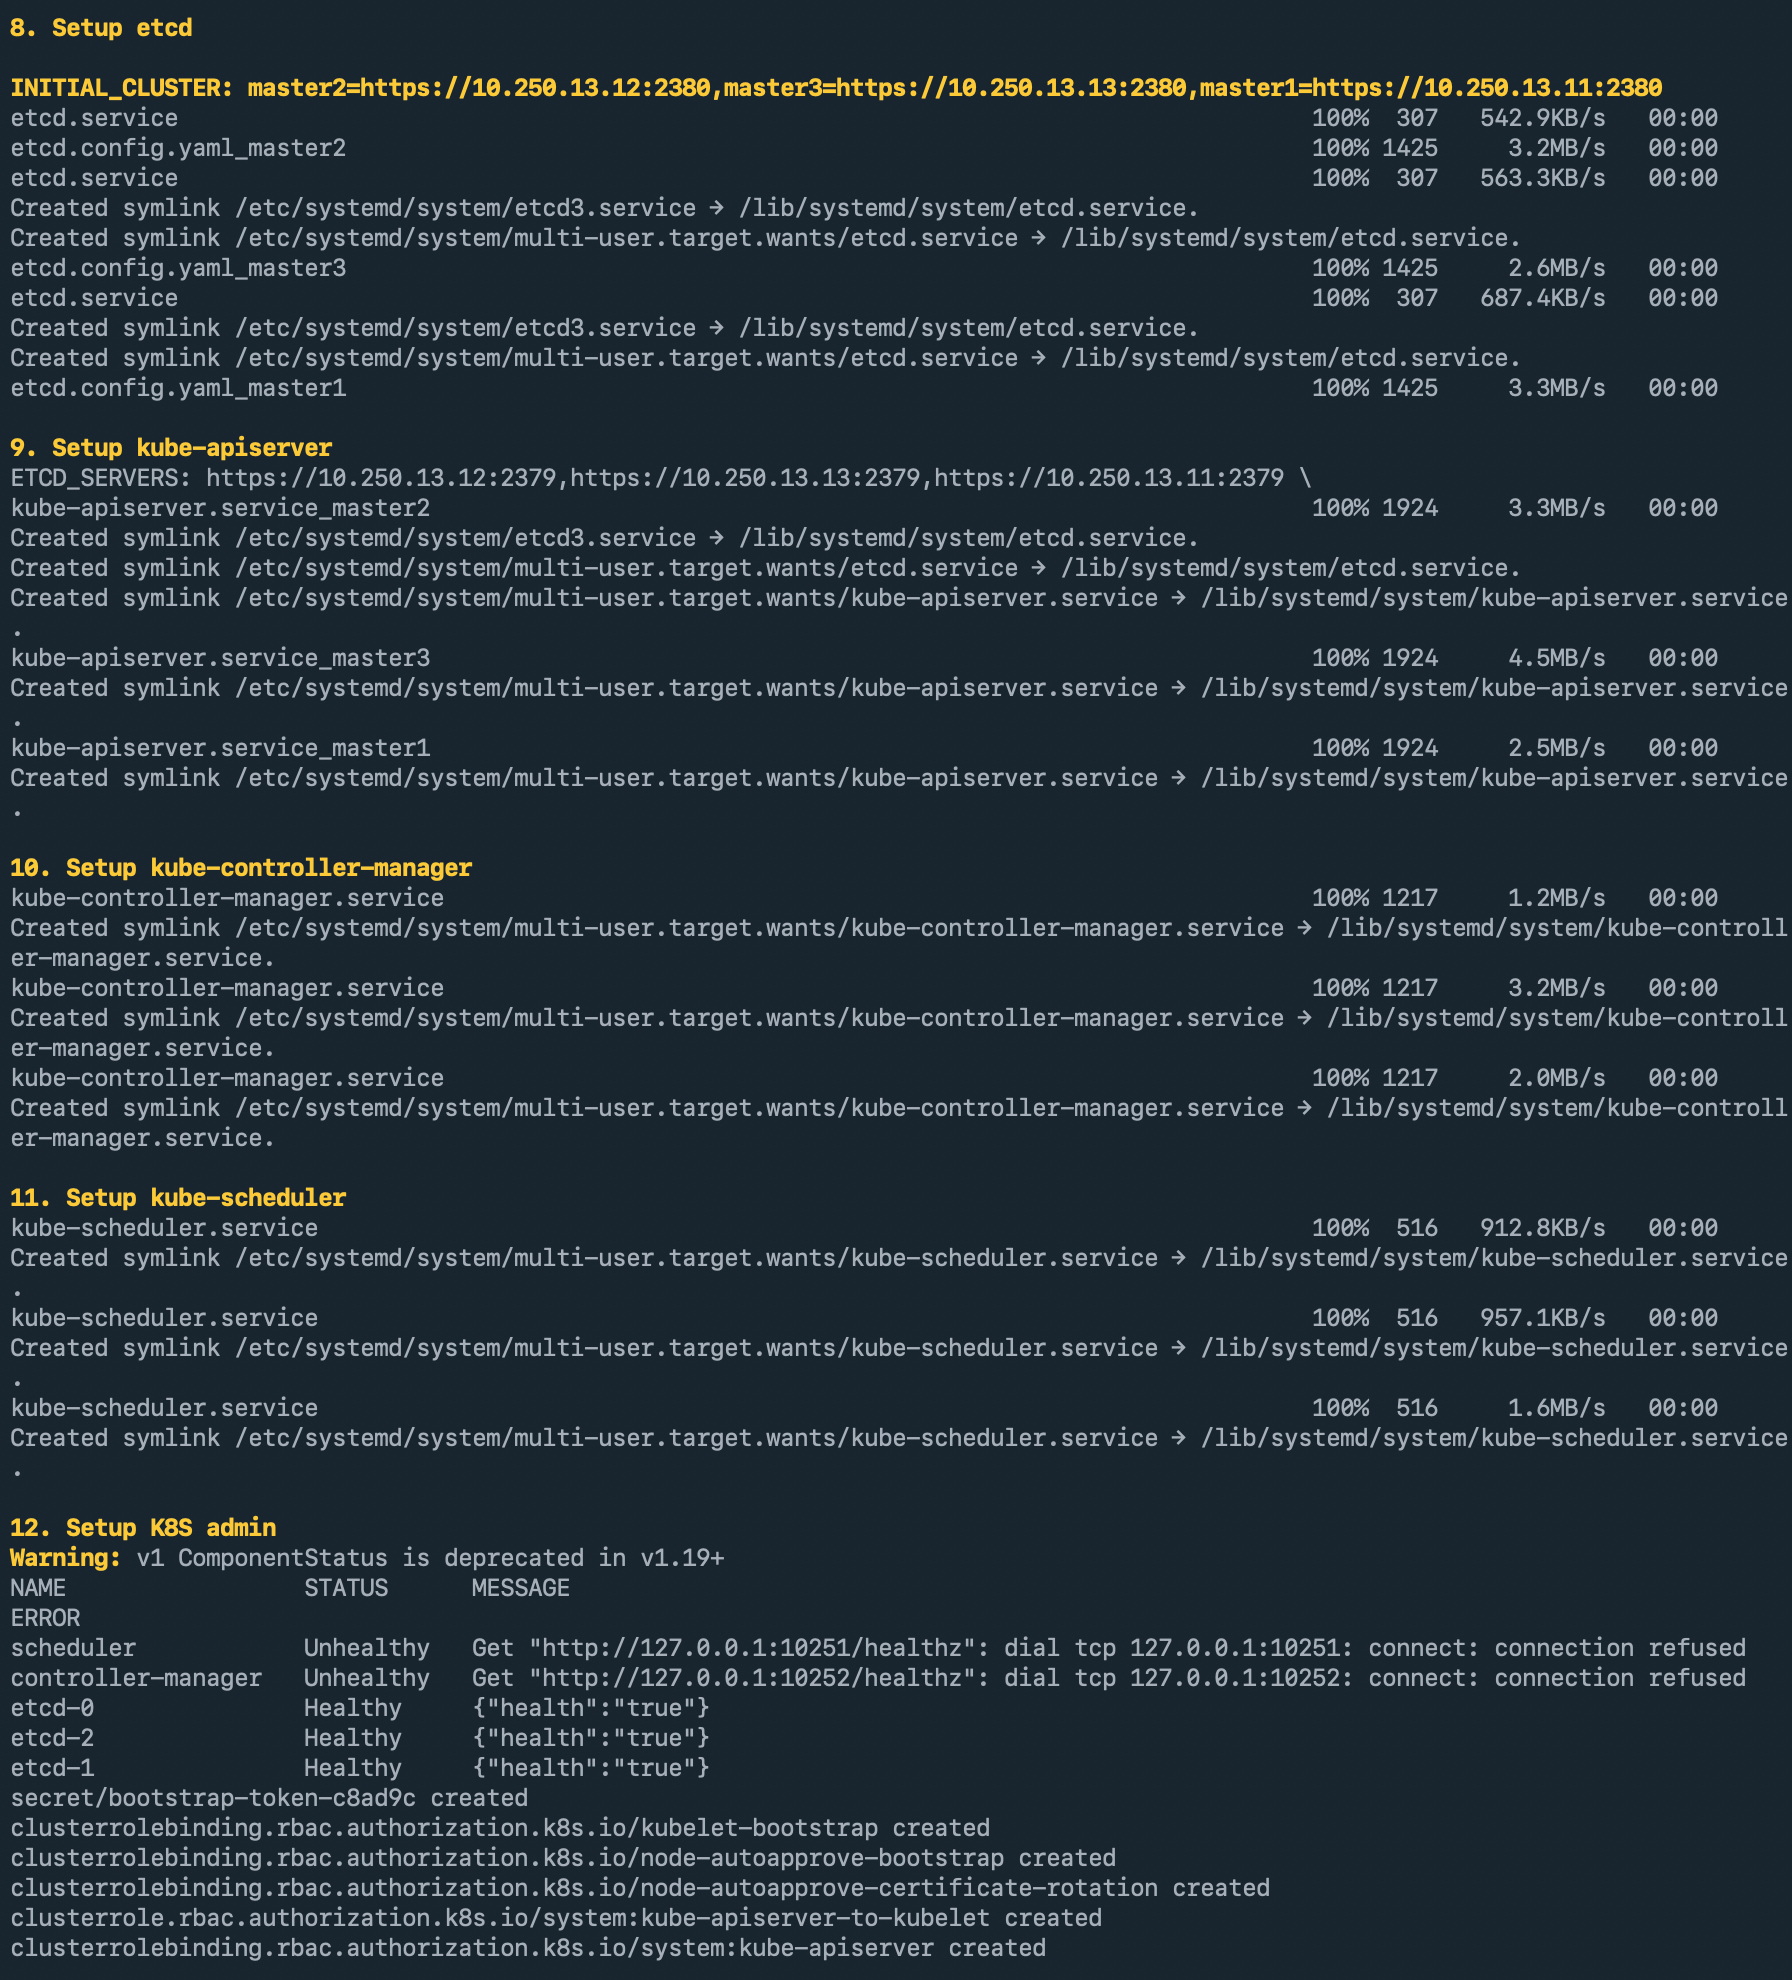 8. Setup etcd
INITIAL_CLUSTER: master2=https://10.250.13.12:2380,master3=https://10.250.13.13:2380,master1=https://10.250.13.11:2380
etcd.service 100% 307 542.9KB/s 00:00
etcd.config.yaml_master2 100% 1425 3.2MB/s 00:00
etcd.service 100% 307 563.3KB/s 00:00
Created symlink /etc/systemd/system/etcd3.service → /lib/systemd/system/etcd.service.
Created symlink /etc/systemd/system/multi-user.target.wants/etcd.service → /lib/systemd/system/etcd.service.
etcd.config.yaml_master3 100% 1425 2.6MB/s 00:00
etcd.service 100% 307 687.4KB/s 00:00
Created symlink /etc/systemd/system/etcd3.service → /lib/systemd/system/etcd.service.
Created symlink /etc/systemd/system/multi-user.target.wants/etcd.service → /lib/systemd/system/etcd.service.
etcd.config.yaml_master1 100% 1425 3.3MB/s 00:00
9. Setup kube-apiserver
ETCD_SERVERS: https://10.250.13.12:2379,https://10.250.13.13:2379,https://10.250.13.11:2379 \
kube-apiserver.service_master2 100% 1924 3.3MB/s 00:00
Created symlink /etc/systemd/system/etcd3.service → /lib/systemd/system/etcd.service.
Created symlink /etc/systemd/system/multi-user.target.wants/etcd.service → /lib/systemd/system/etcd.service.
Created symlink /etc/systemd/system/multi-user.target.wants/kube-apiserver.service → /lib/systemd/system/kube-apiserver.service
.
kube-apiserver.service_master3 100% 1924 4.5MB/s 00:00
Created symlink /etc/systemd/system/multi-user.target.wants/kube-apiserver.service → /lib/systemd/system/kube-apiserver.service
.
kube-apiserver.service_master1 100% 1924 2.5MB/s 00:00
Created symlink /etc/systemd/system/multi-user.target.wants/kube-apiserver.service → /lib/systemd/system/kube-apiserver.service
.
10. Setup kube-controller-manager
kube-controller-manager.service 100% 1217 1.2MB/s 00:00
Created symlink /etc/systemd/system/multi-user.target.wants/kube-controller-manager.service → /lib/systemd/system/kube-controll
er-manager.service.
kube-controller-manager.service 100% 1217 3.2MB/s 00:00
Created symlink /etc/systemd/system/multi-user.target.wants/kube-controller-manager.service → /lib/systemd/system/kube-controll
er-manager.service.
kube-controller-manager.service 100% 1217 2.0MB/s 00:00
Created symlink /etc/systemd/system/multi-user.target.wants/kube-controller-manager.service → /lib/systemd/system/kube-controll
er-manager.service.
11. Setup kube-scheduler
kube-scheduler.service 100% 516 912.8KB/s 00:00
Created symlink /etc/systemd/system/multi-user.target.wants/kube-scheduler.service → /lib/systemd/system/kube-scheduler.service
.
kube-scheduler.service 100% 516 957.1KB/s 00:00
Created symlink /etc/systemd/system/multi-user.target.wants/kube-scheduler.service → /lib/systemd/system/kube-scheduler.service
.
kube-scheduler.service 100% 516 1.6MB/s 00:00
Created symlink /etc/systemd/system/multi-user.target.wants/kube-scheduler.service → /lib/systemd/system/kube-scheduler.service
.
12. Setup K8S admin
Warning: v1 ComponentStatus is deprecated in v1.19+
NAME STATUS MESSAGE
ERROR
scheduler Unhealthy Get "http://127.0.0.1:10251/healthz": dial tcp 127.0.0.1:10251: connect: connection refused
controller-manager Unhealthy Get "http://127.0.0.1:10252/healthz": dial tcp 127.0.0.1:10252: connect: connection refused
etcd-0 Healthy {"health":"true"}
etcd-2 Healthy {"health":"true"}
etcd-1 Healthy {"health":"true"}
secret/bootstrap-token-c8ad9c created
clusterrolebinding.rbac.authorization.k8s.io/kubelet-bootstrap created
clusterrolebinding.rbac.authorization.k8s.io/node-autoapprove-bootstrap created
clusterrolebinding.rbac.authorization.k8s.io/node-autoapprove-certificate-rotation created
clusterrole.rbac.authorization.k8s.io/system:kube-apiserver-to-kubelet created
clusterrolebinding.rbac.authorization.k8s.io/system:kube-apiserver created